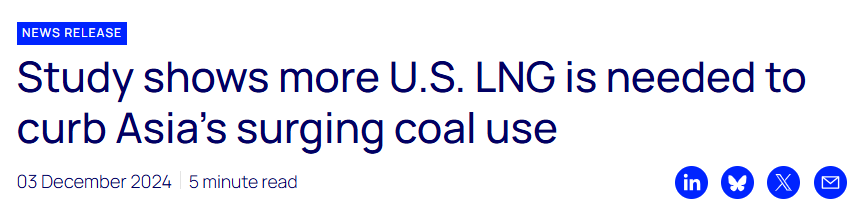 NEWS RELEASE
Study shows more U.S. LNG is needed to
curb Asia's surging coal use
03 December 2024 5 minute read